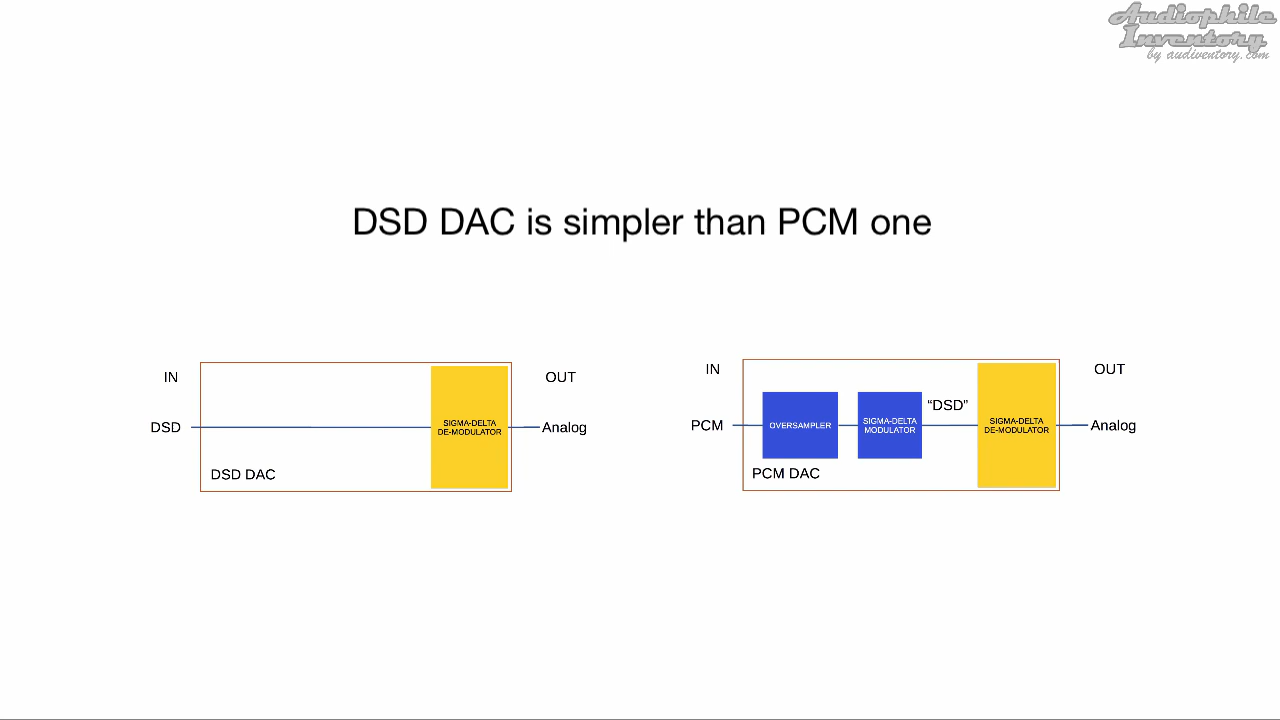 Audiophile
Inventory
by audiventory.com
DSD DAC is simpler than PCM one
IN
OUT
DSD
SIGMA-DELTA
DE-MODULATOR
Analog
DSD DAC
IN
OUT
PCM
OVERSAMPLER
SIGMA-DELTA
MODULATOR
“DSD”
SIGMA-DELTA
DE-MODULATOR
Analog
PCM DAC